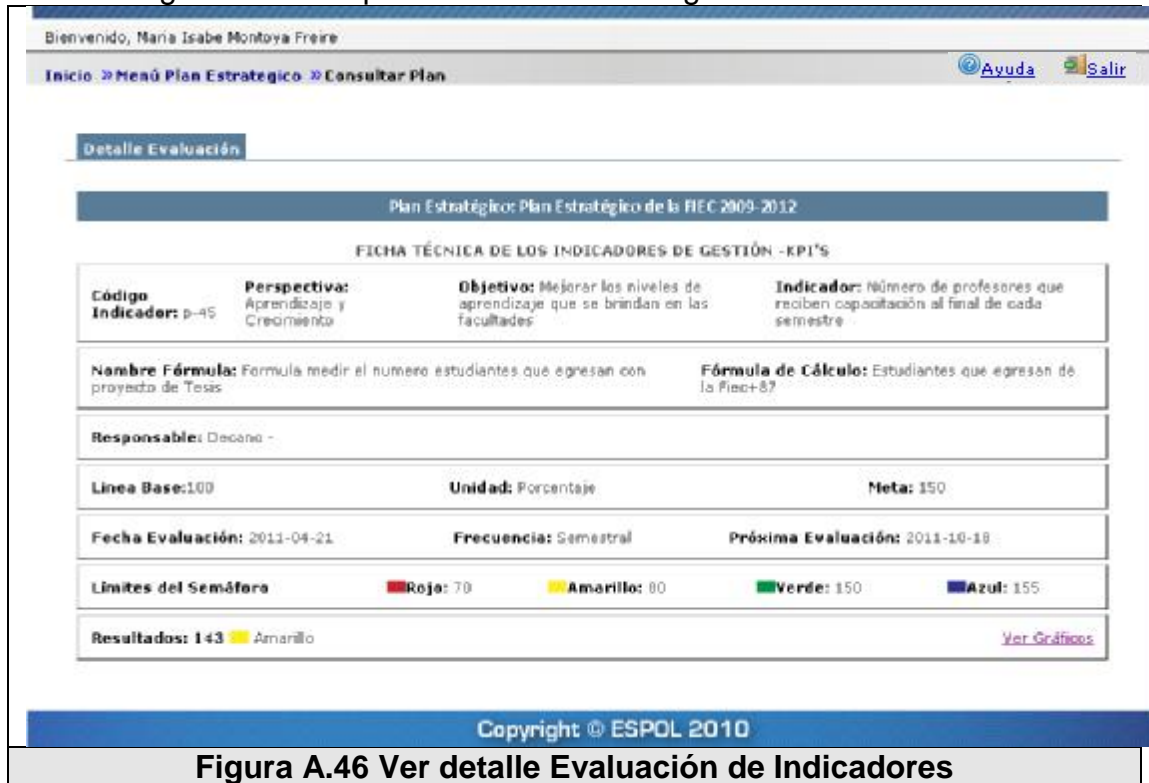 Bienvenido, Maria Isabe Montoya Freire
Inicio » Menú Plan Estrategico » Consultar Plan
Ayuda Salir
Detalle Evaluación
Plan Estratégico: Plan Estratégico de la FIEC 2009-2012
FICHA TÉCNICA DE LOS INDICADORES DE GESTIÓN -KPI'S
Código Perspectiva: Objetivo: Mejorar los niveles de Indicador: Número de profesores que
Indicador: p-45 Aprendizaje y aprendizaje que se brindan en las reciben capacitación al final de cada
Crecimiento facultades semestre
Nombre Fórmula: Formula medir el numero estudiantes que egresan con Fórmula de Cálculo: Estudiantes que egresan de
proyecto de Tesis la Fiec+87
Responsable: Decano -
Linea Base:100 Unidad: Porcentaje Meta: 150
Fecha Evaluación: 2011-04-21 Frecuencia: Semestral Próxima Evaluación: 2011-10-18
Limites del Semáforo Rojo: 70 Amarillo: 80 Verde: 150 Azul: 155
Resultados: 143 Amarillo Ver Gráficos
Copyright © ESPOL 2010
Figura A.46 Ver detalle Evaluación de Indicadores